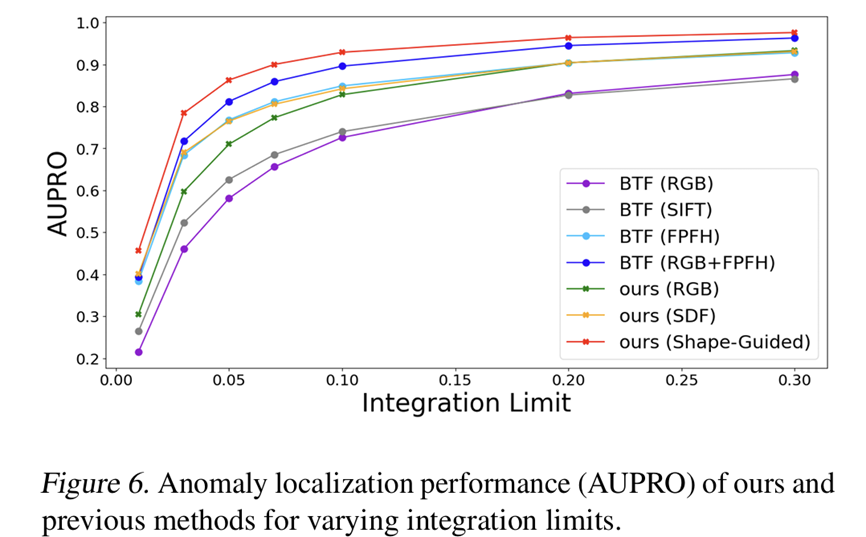 1.0
0.9
0.8
0.7
0.6
0.5
0.4
0.3
0.2
AUPRO
BTF (RGB)
BTF (SIFT)
BTF (FPFH)
BTF (RGB+FPFH)
ours (RGB)
ours (SDF)
ours (Shape-Guided)
0.00 0.05 0.10 0.15 0.20 0.25 0.30
Integration Limit
Figure 6. Anomaly localization performance (AUPRO) of ours and
previous methods for varying integration limits.